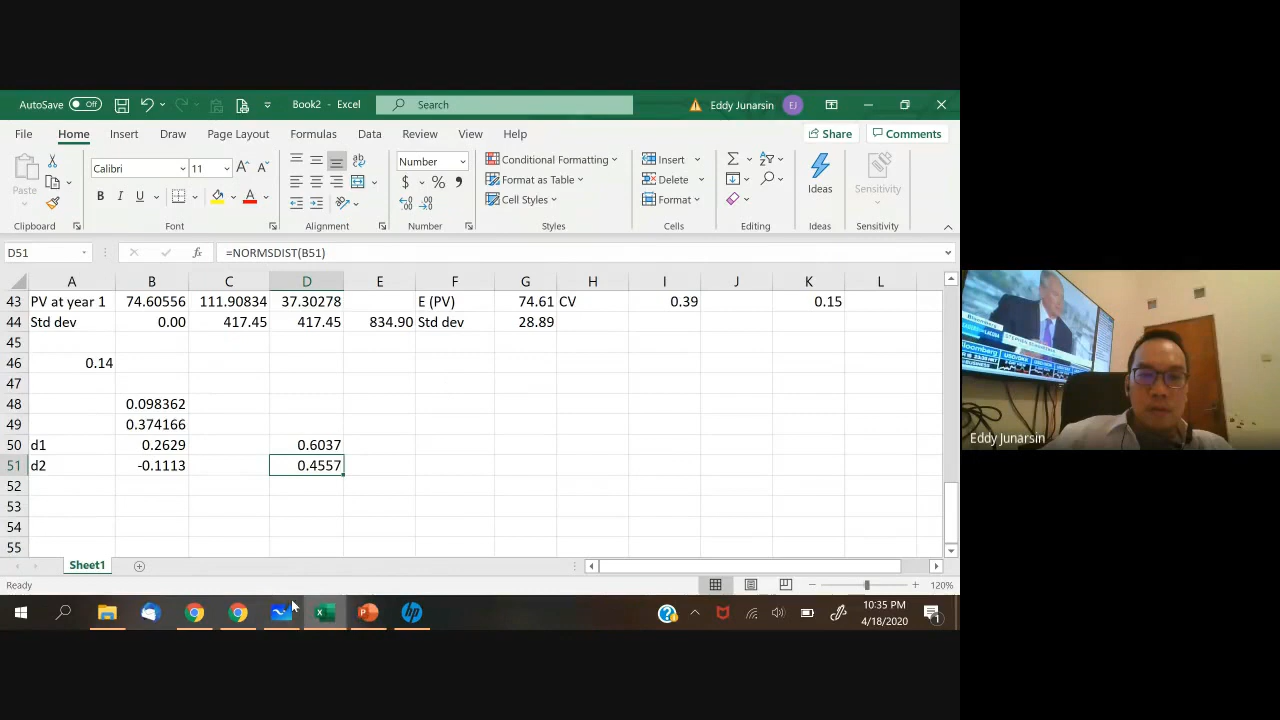 AutoSave Off Book2 - Excel Search Eddy Junarsin EJ
File Home Insert Draw Page Layout Formulas Data Review View Help Share Comments
Paste Calibri 11 Number Conditional Formatting Insert Ideas Sensitivity
Format as Table Delete
B I U $ % Cell Styles Format
Clipboard Font Alignment Number Styles Cells Editing Ideas Sensitivity
D51 fx =NORMSDIST(B51)
A B C D E F G H I J K L
43 PV at year 1 74.60556 111.90834 37.30278 E (PV) 74.61 CV 0.39 0.15
44 Std dev 0.00 417.45 417.45 834.90 Std dev 28.89
45
46 0.14
47
48 0.098362
49 0.374166
50 d1 0.2629 0.6037
51 d2 -0.1113 0.4557
52
53
54
55
Sheet1
Ready 120%
10:35 PM
4/18/2020
Bloomberg
Eddy Junarsin